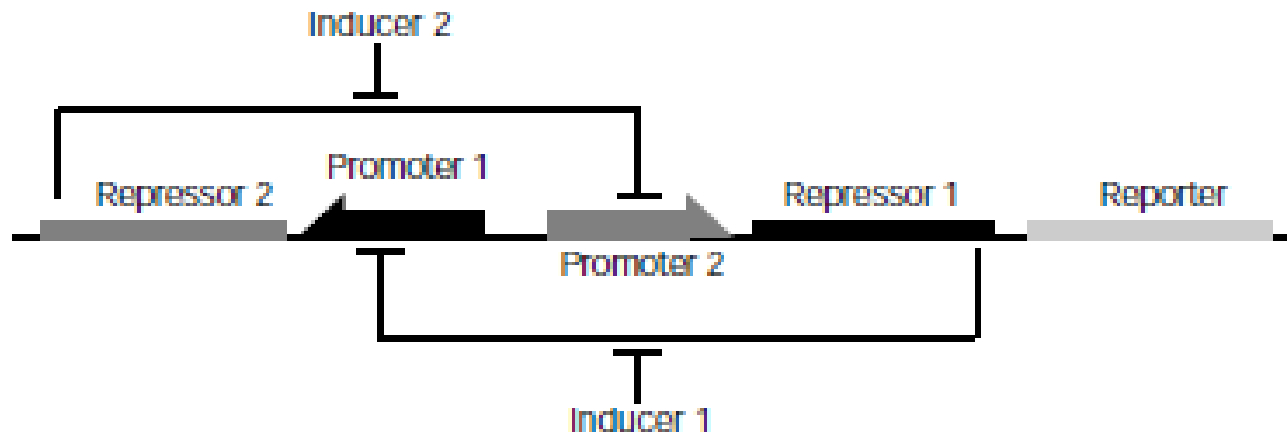 Inducer 2
Promoter 1
Repressor 2
Repressor 1
Reporter
Promoter 2
Inducer 1